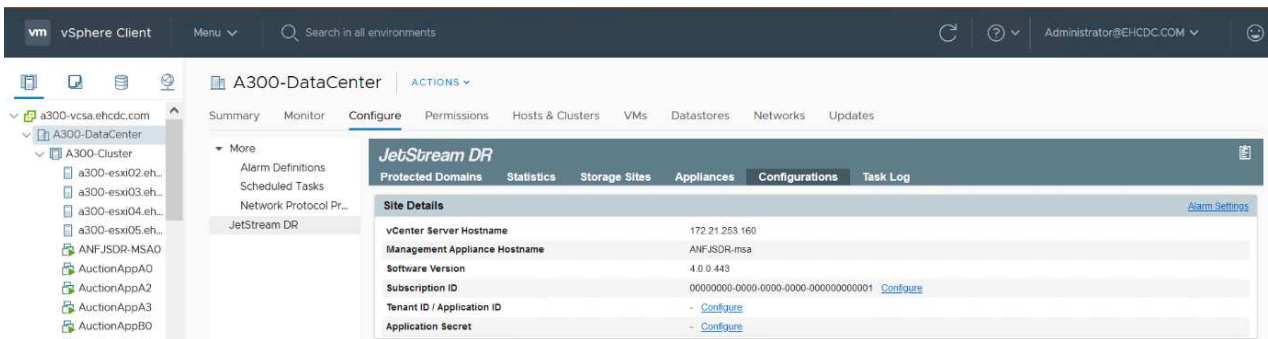 vm vSphere Client Menu Search in all environments Administrator@EHCDC.COM
A300-DataCenter ACTIONS
a300-vcsa.ehcdc.com
A300-DataCenter
A300-Cluster
a300-esxi02.eh...
a300-esxi03.eh...
a300-esxi04.eh...
a300-esxi05.eh...
ANFJSDR-MSA0
AuctionAppA0
AuctionAppA2
AuctionAppA3
AuctionAppB0
Summary Monitor Configure Permissions Hosts & Clusters VMs Datastores Networks Updates
More
Alarm Definitions
Scheduled Tasks
Network Protocol Pr...
JetStream DR
JetStream DR
Protected Domains Statistics Storage Sites Appliances Configurations Task Log
Site Details Alarm Settings
vCenter Server Hostname 172.21.253.160
Management Appliance Hostname ANFJSDR-msa
Software Version 4.0.0.443
Subscription ID 00000000-0000-0000-0000-000000000001 Configure
Tenant ID / Application ID - Configure
Application Secret - Configure